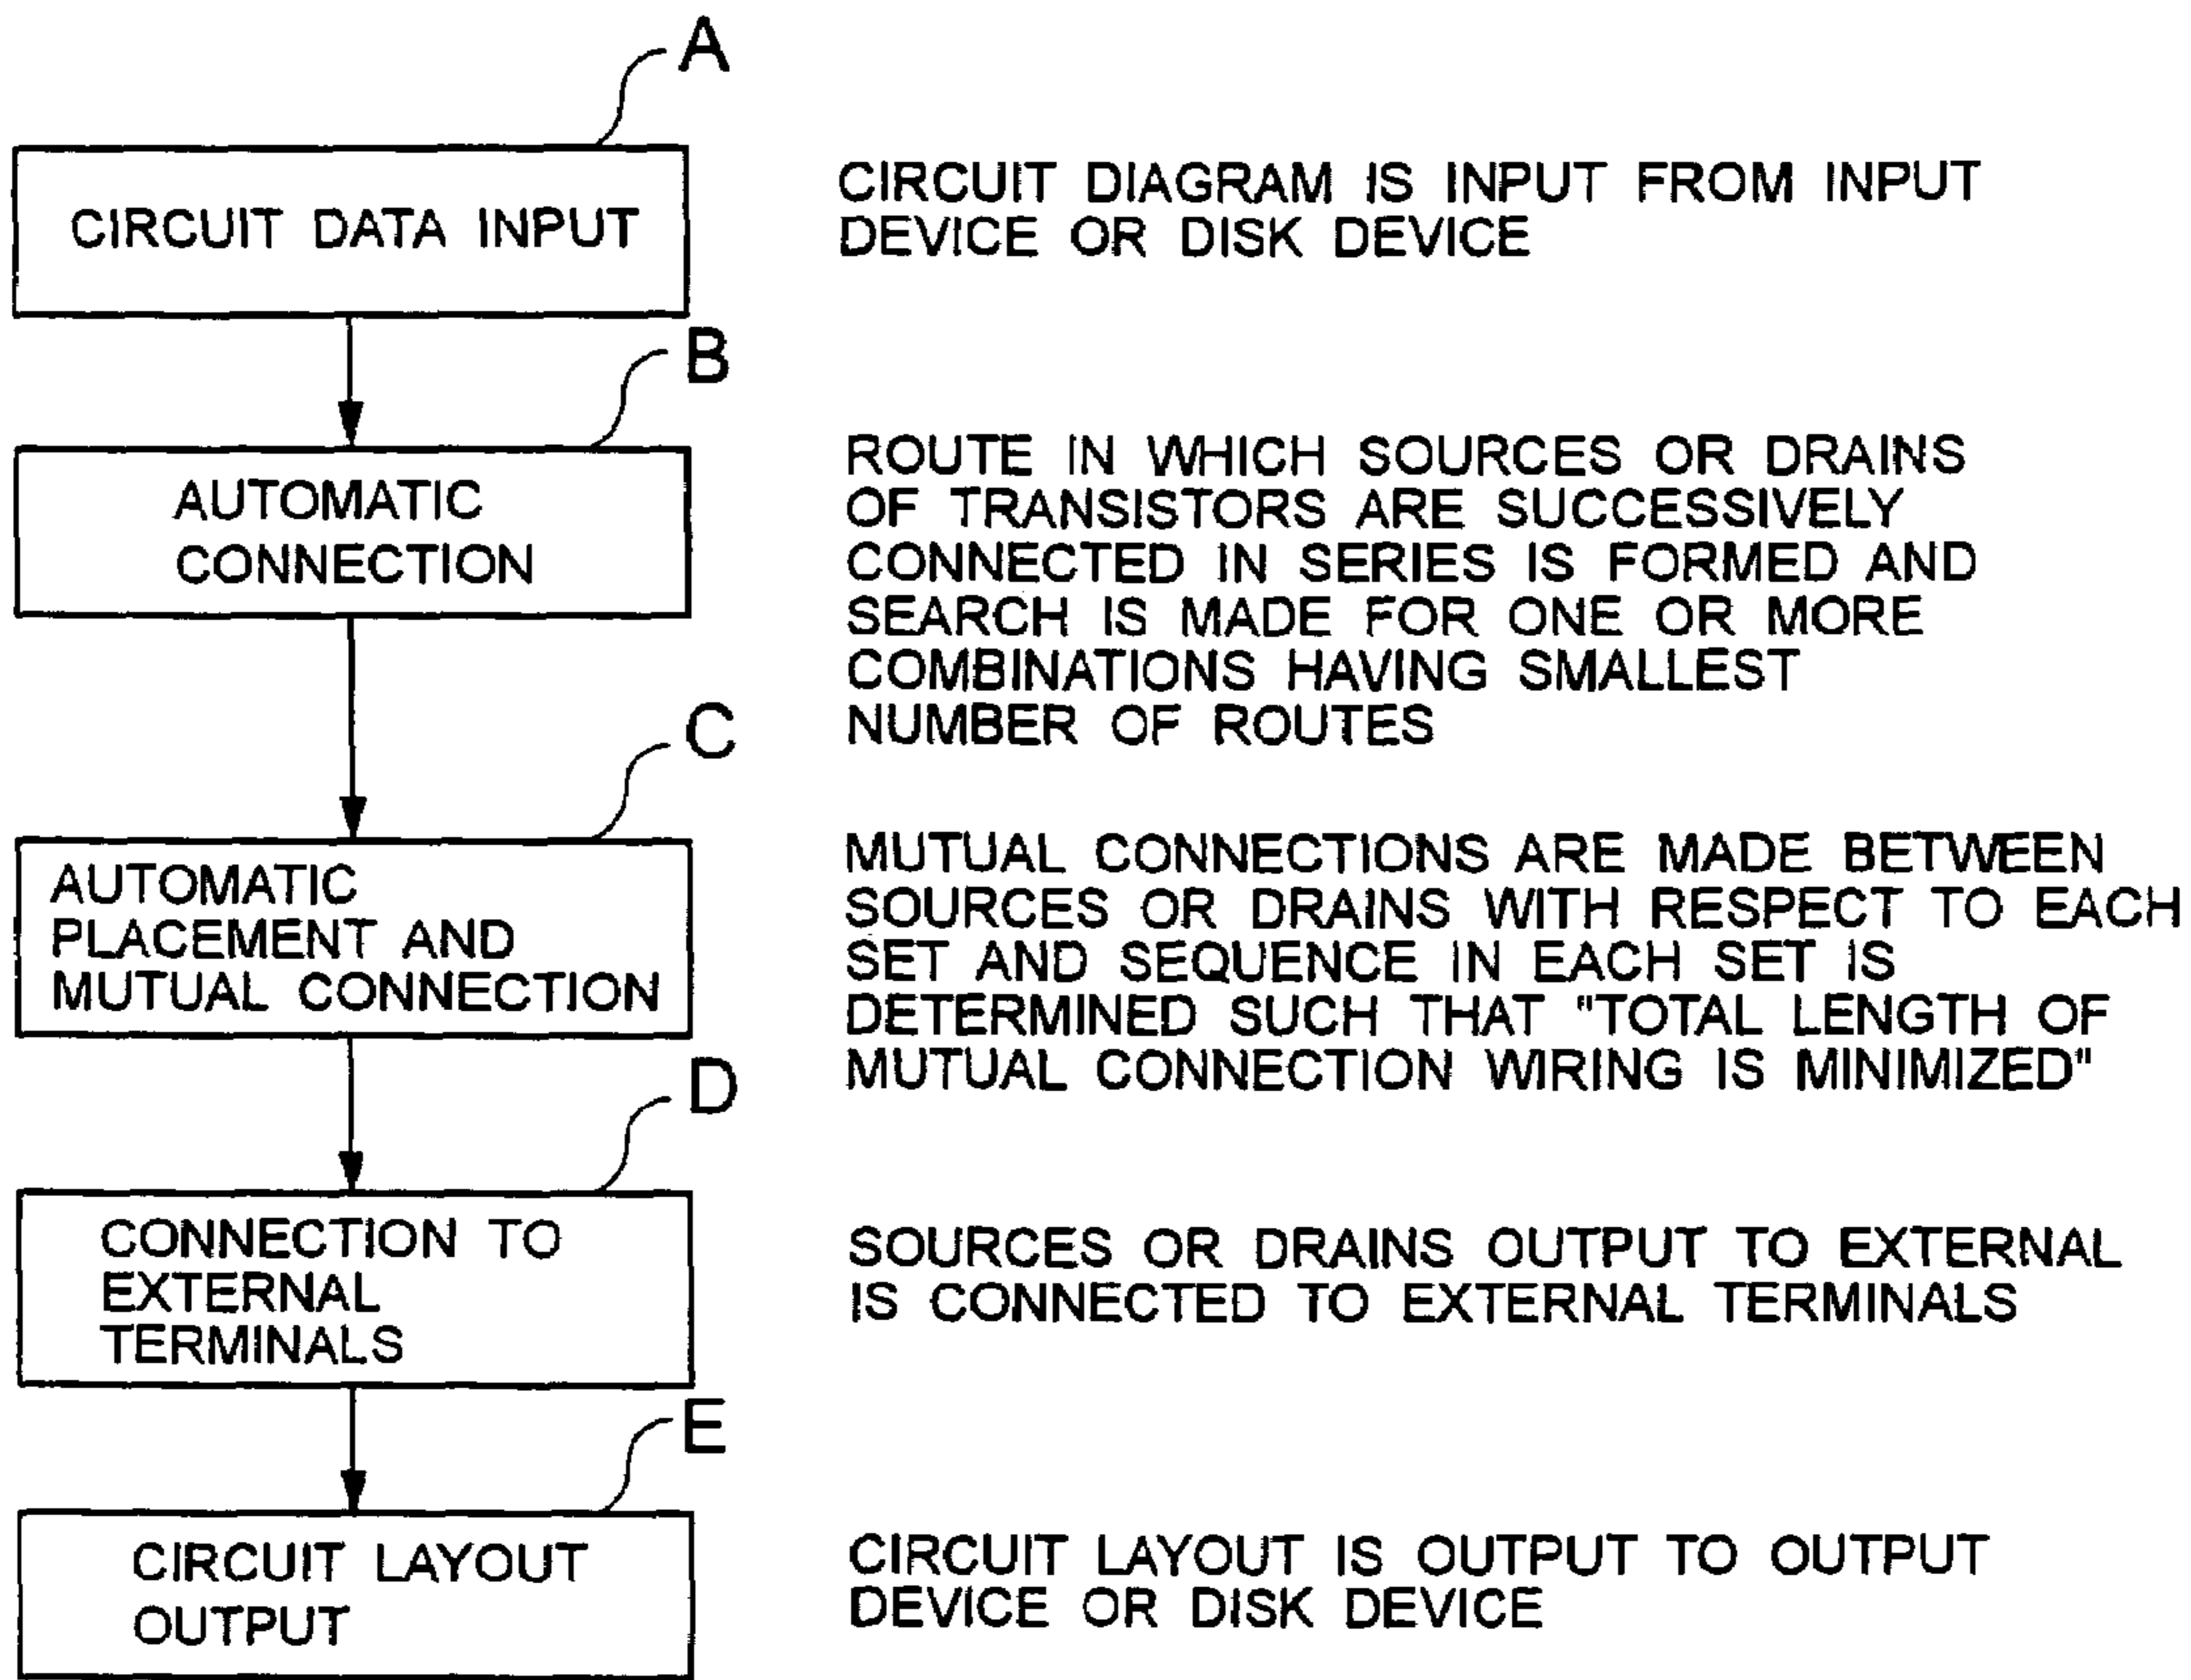 A
CIRCUIT DATA INPUT
CIRCUIT DIAGRAM IS INPUT FROM INPUT
DEVICE OR DISK DEVICE
B
AUTOMATIC
CONNECTION
ROUTE IN WHICH SOURCES OR DRAINS
OF TRANSISTORS ARE SUCCESSIVELY
CONNECTED IN SERIES IS FORMED AND
SEARCH IS MADE FOR ONE OR MORE
COMBINATIONS HAVING SMALLEST
NUMBER OF ROUTES
C
AUTOMATIC
PLACEMENT AND
MUTUAL CONNECTION
MUTUAL CONNECTIONS ARE MADE BETWEEN
SOURCES OR DRAINS WITH RESPECT TO EACH
SET AND SEQUENCE IN EACH SET IS
DETERMINED SUCH THAT "TOTAL LENGTH OF
MUTUAL CONNECTION WIRING IS MINIMIZED"
D
CONNECTION TO
EXTERNAL
TERMINALS
SOURCES OR DRAINS OUTPUT TO EXTERNAL
IS CONNECTED TO EXTERNAL TERMINALS
E
CIRCUIT LAYOUT
OUTPUT
CIRCUIT LAYOUT IS OUTPUT TO OUTPUT
DEVICE OR DISK DEVICE